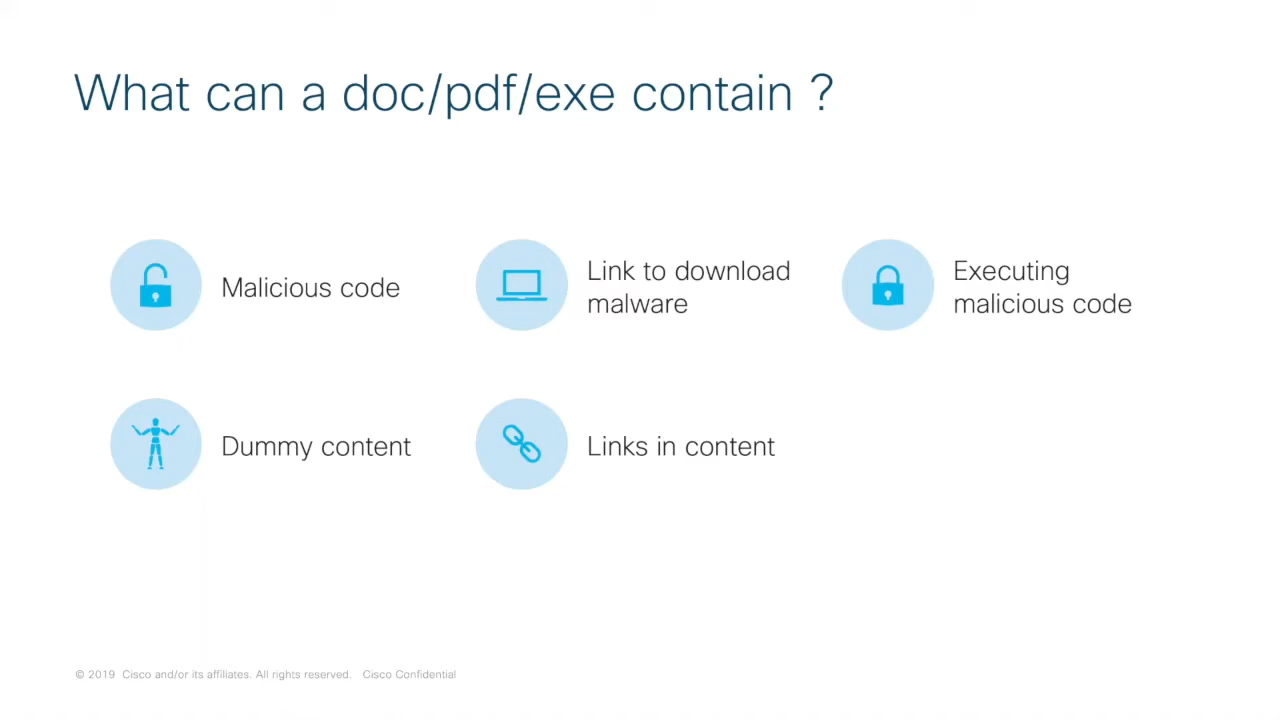 What can a doc/pdf/exe contain ?
Malicious code
Link to download
malware
Executing
malicious code
Dummy content
Links in content
© 2019 Cisco and/or its affiliates. All rights reserved. Cisco Confidential